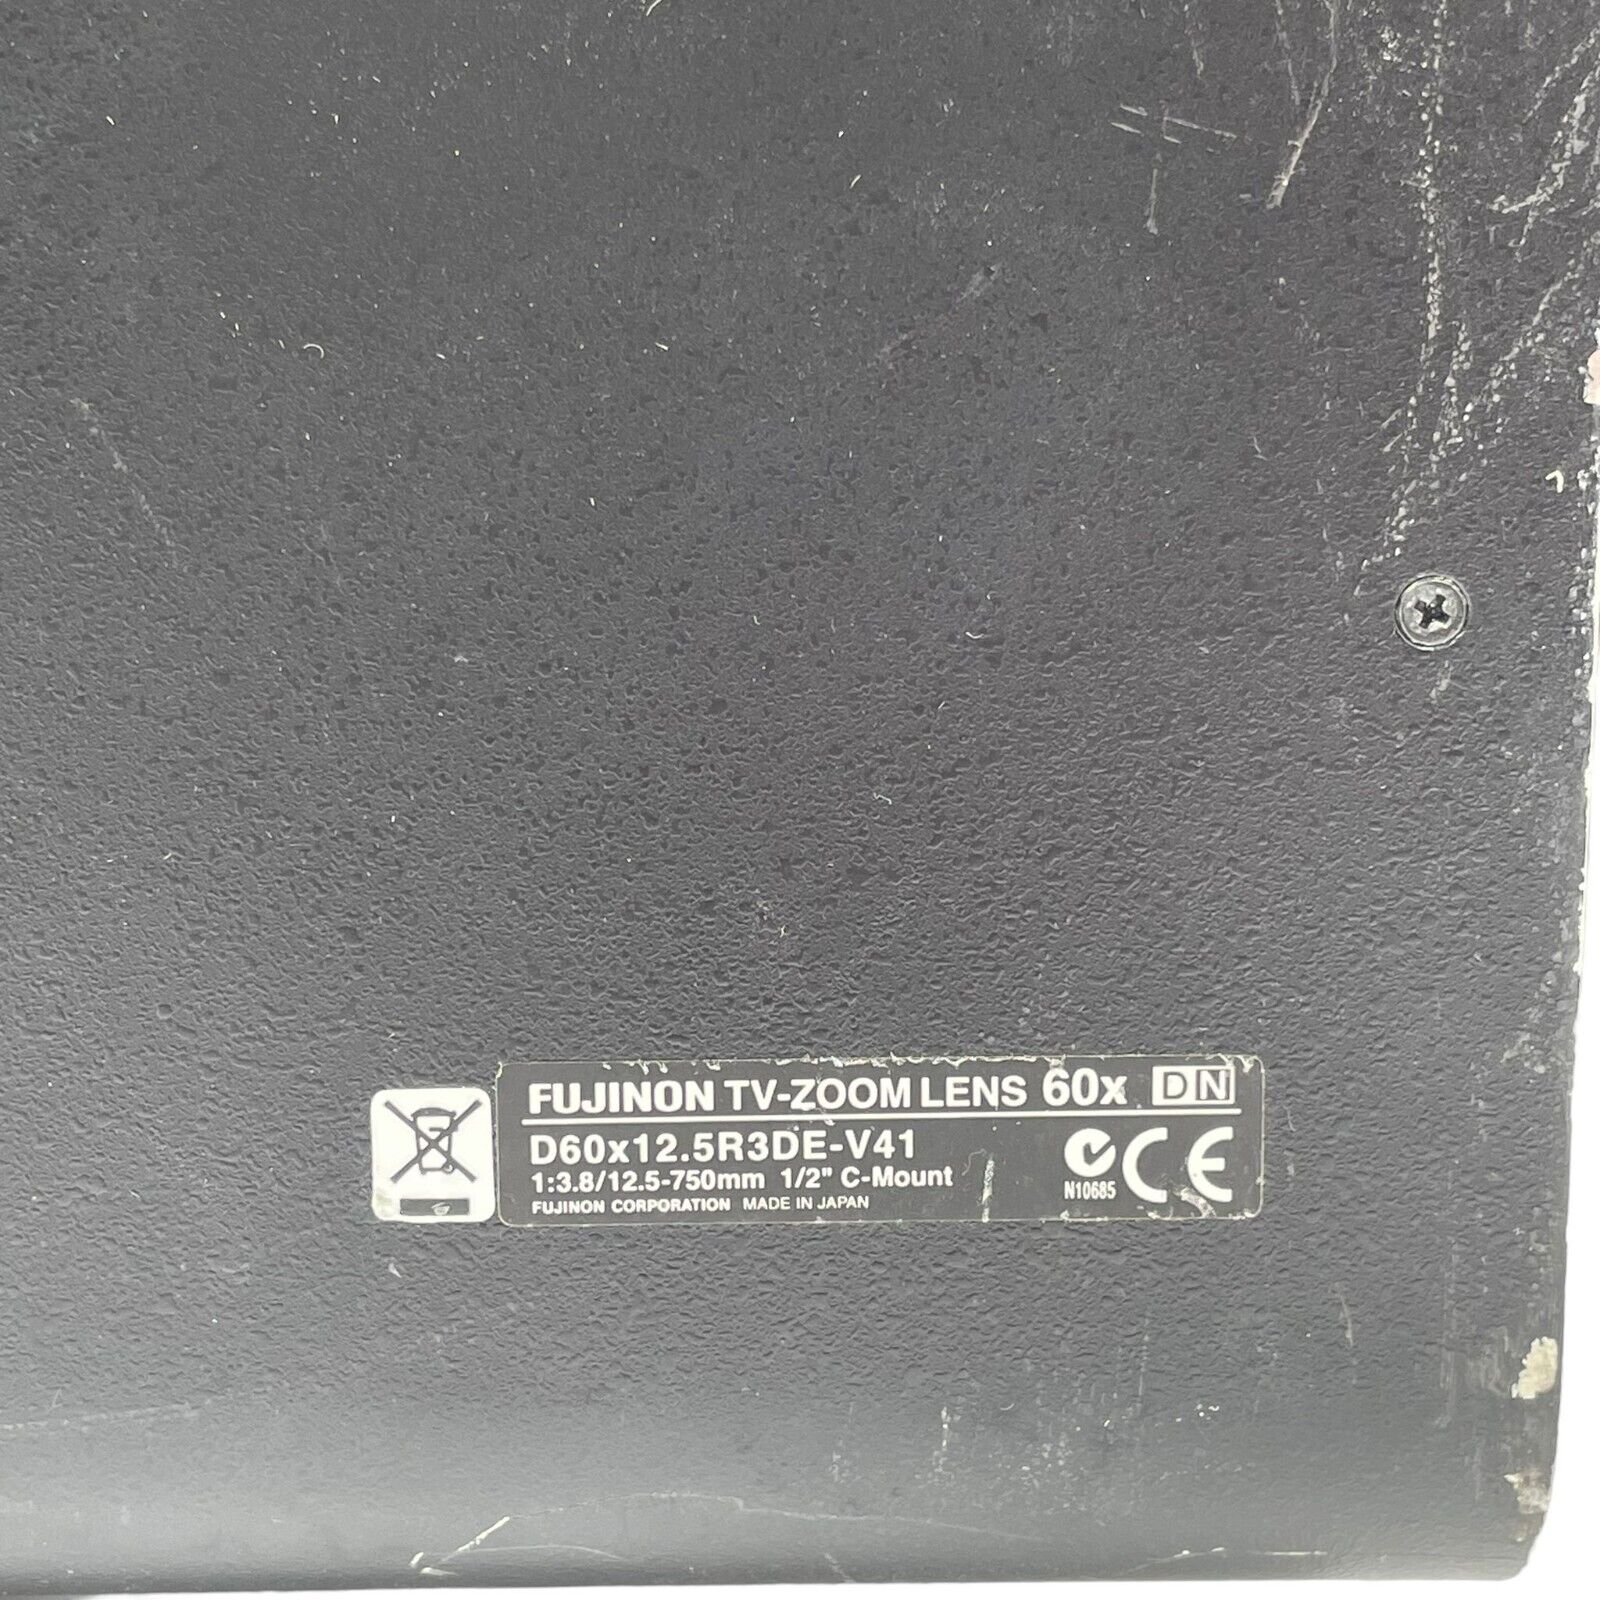 FUJINON TV-ZOOM LENS 60x DN
D60x12.5R3DE-V41
1:3.8/12.5-750mm 1/2" C-Mount
FUJINON CORPORATION MADE IN JAPAN
N10685
CE